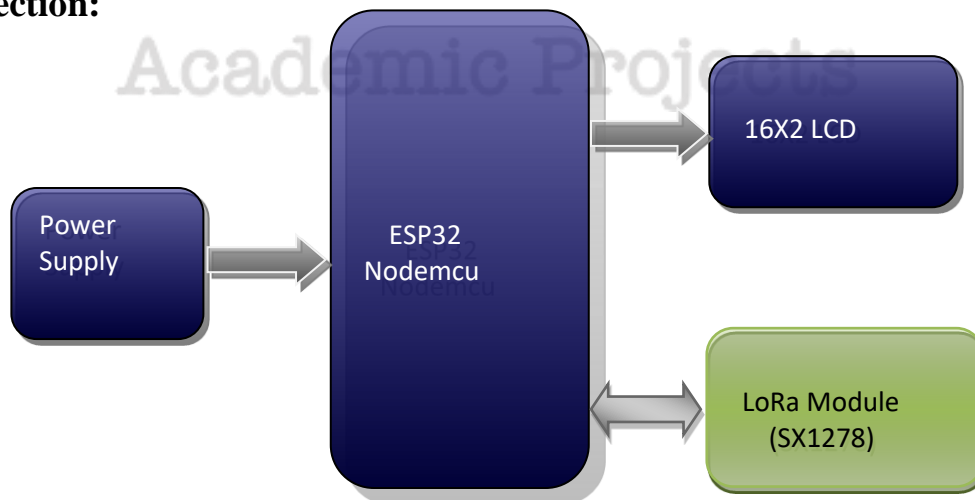 ection:
Academic Projects
16X2 LCD
Power
Supply
ESP32
Nodemcu
LoRa Module
(SX1278)